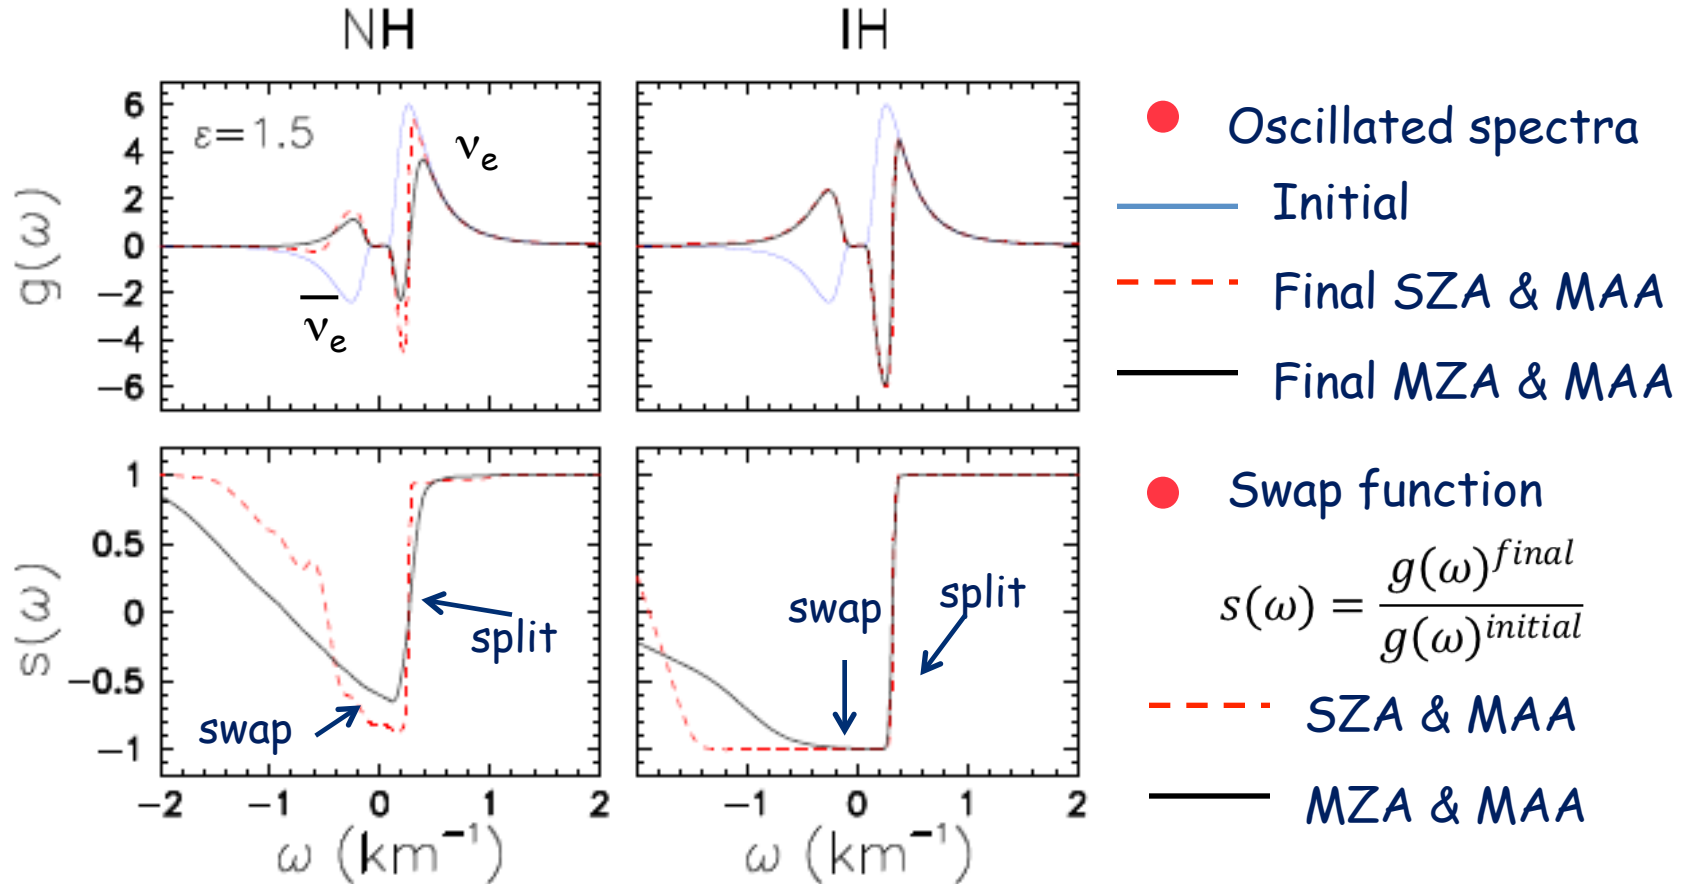 NH
IH
6
4
2
0
−2
−4
−6
g(ω)
ε=1.5
νe
ν̅e
1
0.5
0
−0.5
−1
s(ω)
swap
split
swap
split
−2 −1 0 1 2
−1 0 1 2
ω (km⁻¹)
ω (km⁻¹)
Oscillated spectra
Initial
Final SZA & MAA
Final MZA & MAA
Swap function
s(ω) = g(ω)^final / g(ω)^initial
SZA & MAA
MZA & MAA